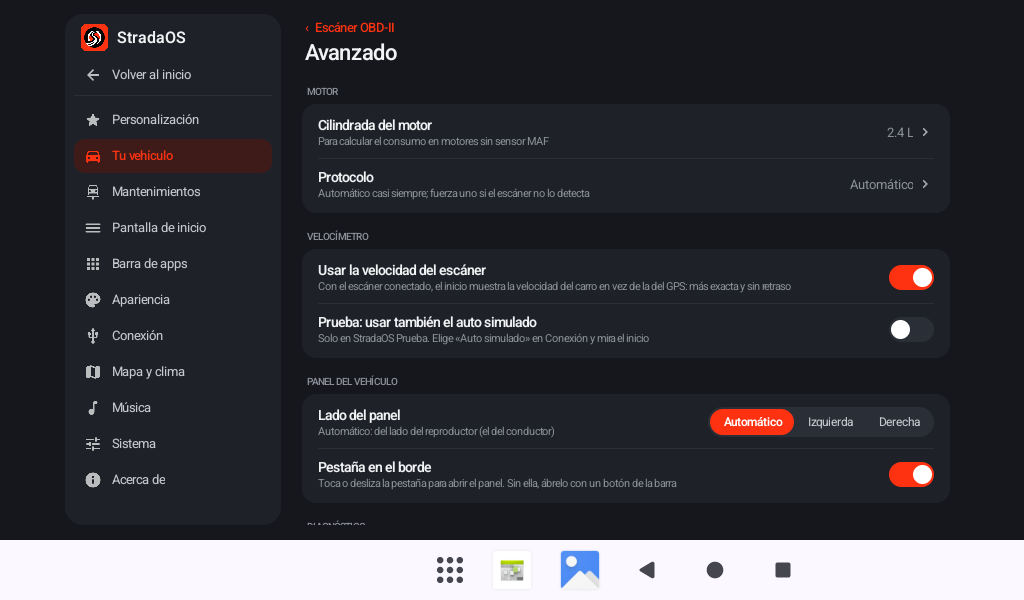 StradaOS
Volver al inicio
Personalización
Tu vehículo
Mantenimientos
Pantalla de inicio
Barra de apps
Apariencia
Conexión
Mapa y clima
Música
Sistema
Acerca de
‹ Escáner OBD-II
Avanzado
MOTOR
Cilindrada del motor
Para calcular el consumo en motores sin sensor MAF
2.4 L
Protocolo
Automático casi siempre; fuerza uno si el escáner no lo detecta
Automático
VELOCÍMETRO
Usar la velocidad del escáner
Con el escáner conectado, el inicio muestra la velocidad del carro en vez de la del GPS: más exacta y sin retraso
Prueba: usar también el auto simulado
Solo en StradaOS Prueba. Elige «Auto simulado» en Conexión y mira el inicio
PANEL DEL VEHÍCULO
Lado del panel
Automático: del lado del reproductor (el del conductor)
Automático Izquierda Derecha
Pestaña en el borde
Toca o desliza la pestaña para abrir el panel. Sin ella, ábrelo con un botón de la barra
DIAGNÓSTICO